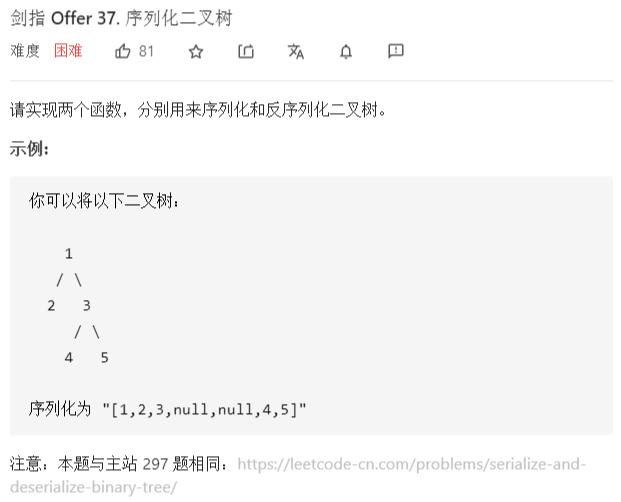 剑指 Offer 37. 序列化二叉树
难度 困难 81
请实现两个函数，分别用来序列化和反序列化二叉树。
示例:
你可以将以下二叉树：
1
/ \
2 3
/ \
4 5
序列化为 "[1,2,3,null,null,4,5]"
注意：本题与主站 297 题相同：https://leetcode-cn.com/problems/serialize-and-
deserialize-binary-tree/